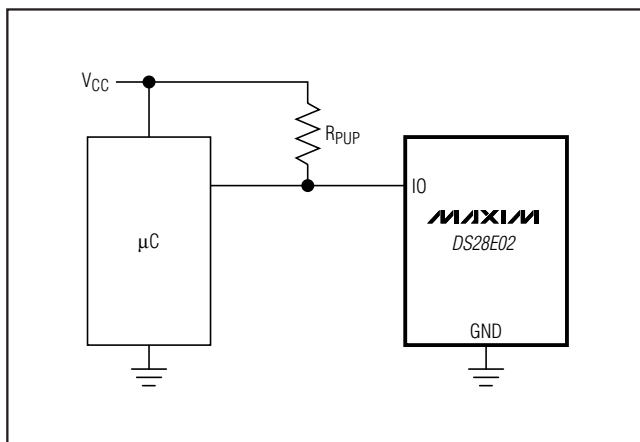 VCC
RPUP
IO
MAXIM
DS28E02
µC
GND